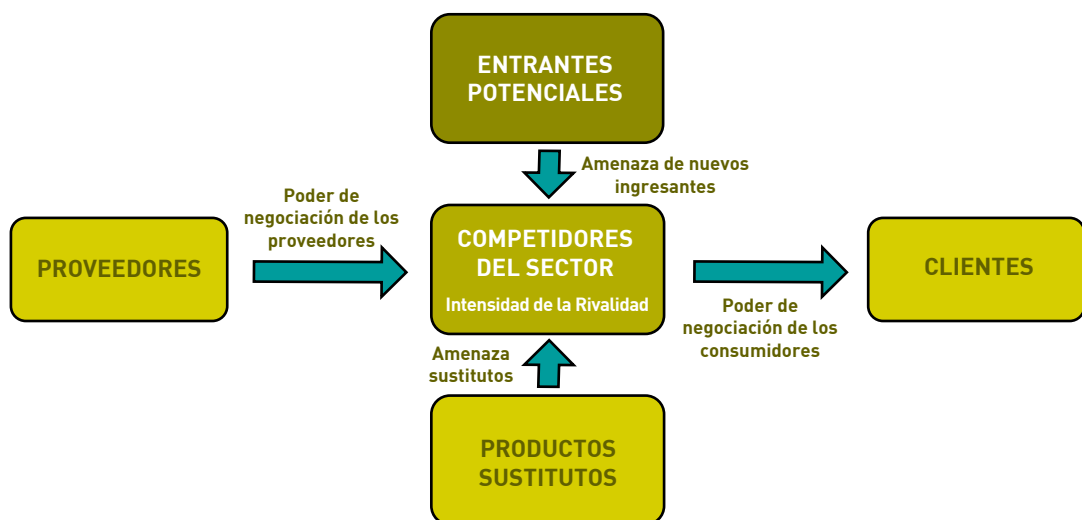 ENTRANTES
POTENCIALES
Amenaza de nuevos
ingresantes
Poder de
negociación de los
proveedores
PROVEEDORES
COMPETIDORES
DEL SECTOR
Intensidad de la Rivalidad
CLIENTES
Poder de
negociación de los
consumidores
Amenaza
sustitutos
PRODUCTOS
SUSTITUTOS